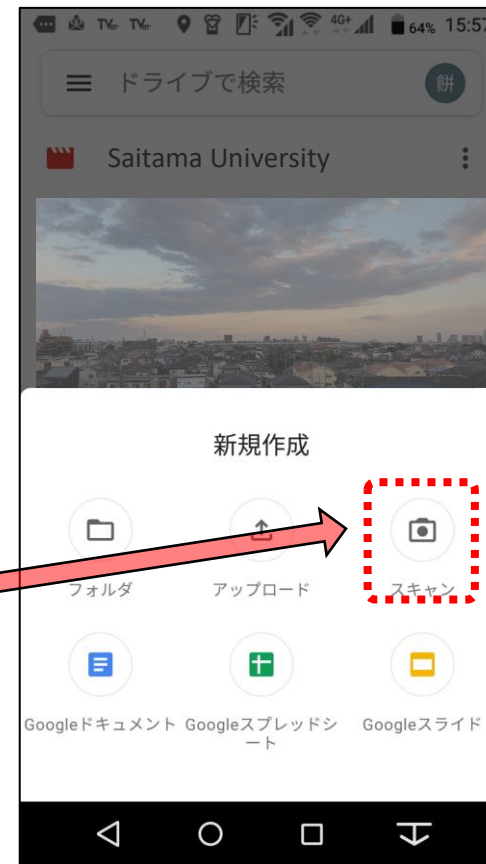 TVer TVer 4G+ 64% 15:57
ドライブで検索 餅
Saitama University
新規作成
フォルダ アップロード スキャン
Googleドキュメント Googleスプレッドシ Googleスライド
ート